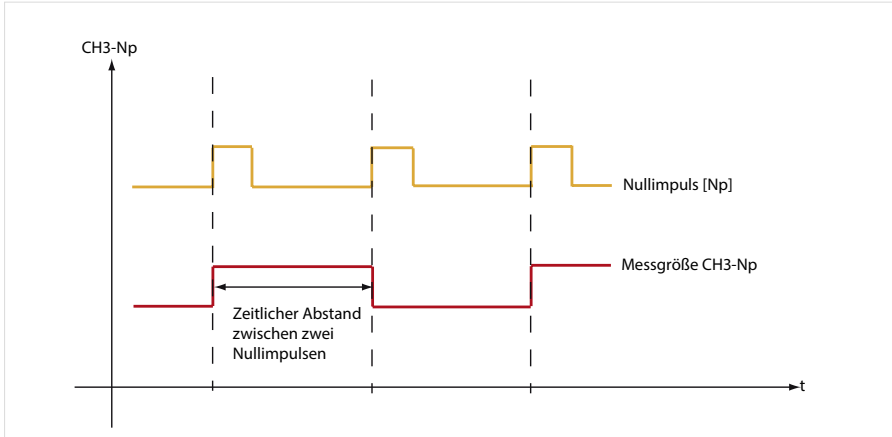 CH3-Np
Nullimpuls [Np]
Messgröße CH3-Np
Zeitlicher Abstand
zwischen zwei
Nullimpulsen
t